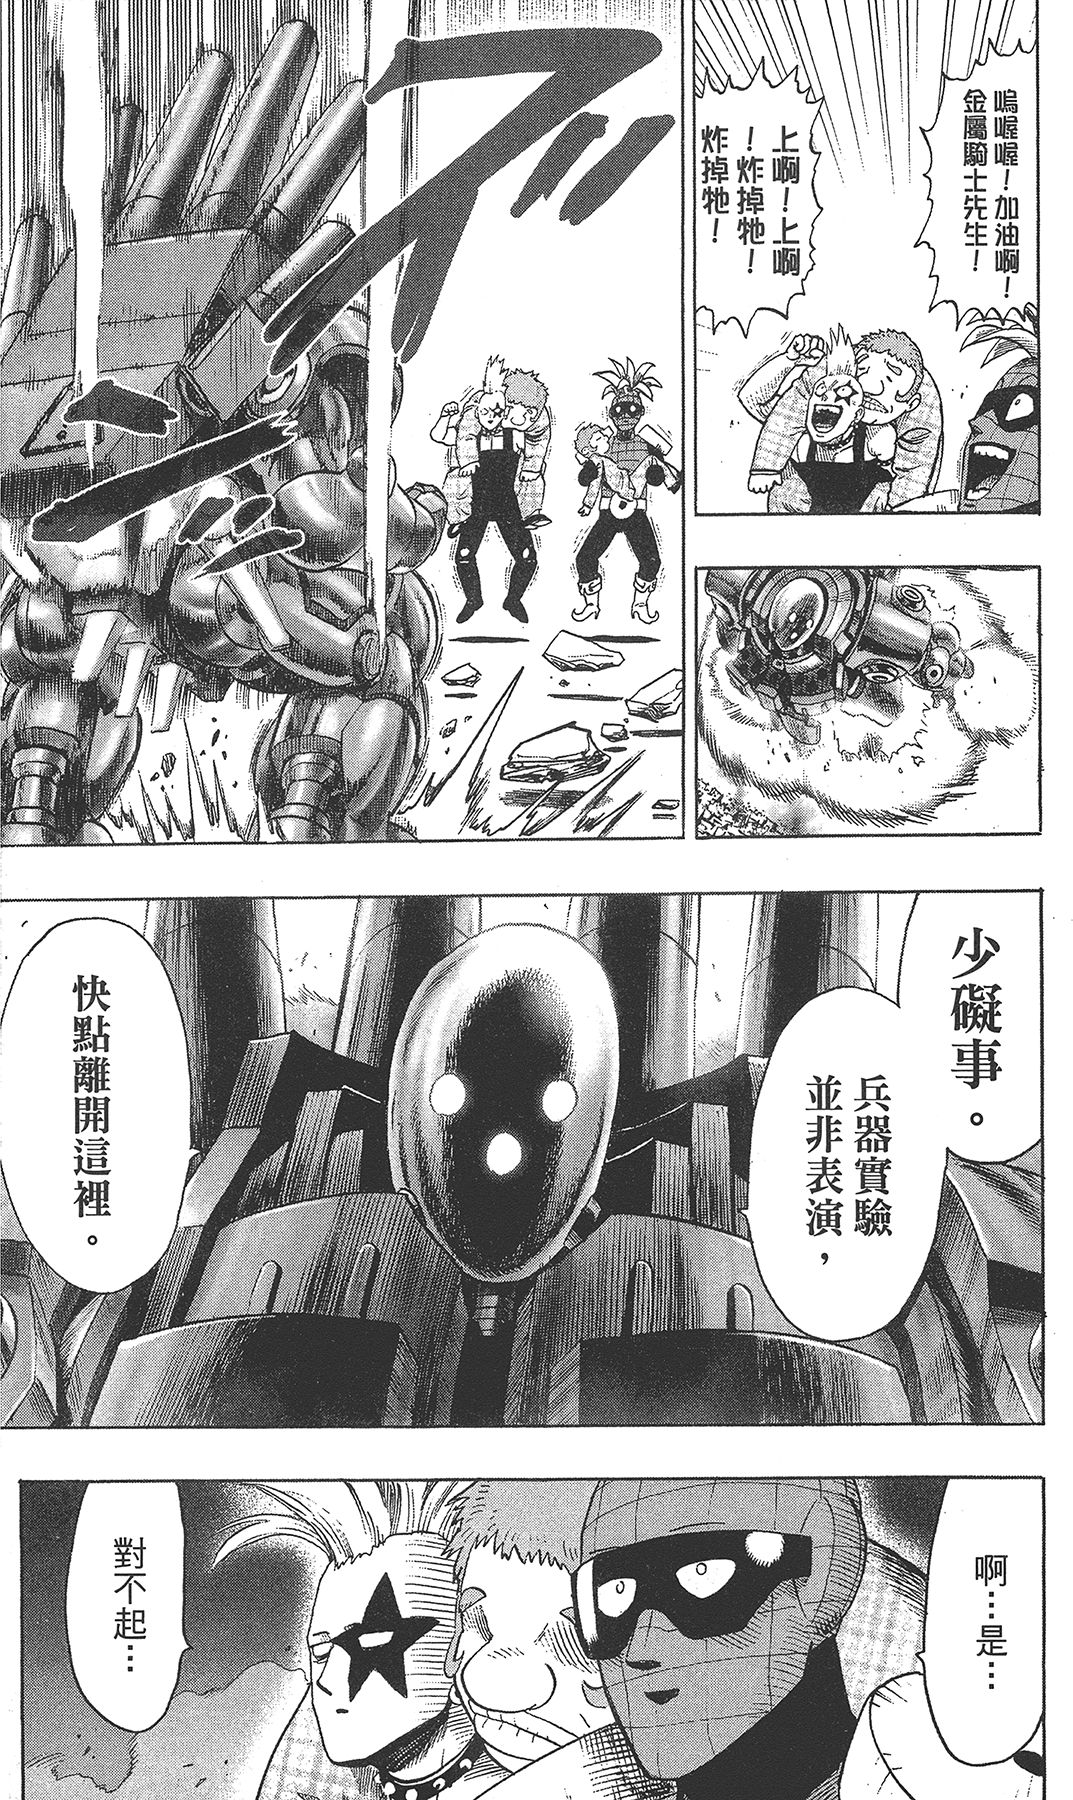 嗚喔喔！加油啊！
金屬騎士先生！
上啊！上啊
！炸掉牠！
炸掉牠！
ズン
少礙事。
兵器實驗
並非表演，
快點離開這裡。
啊…是…
對不起…